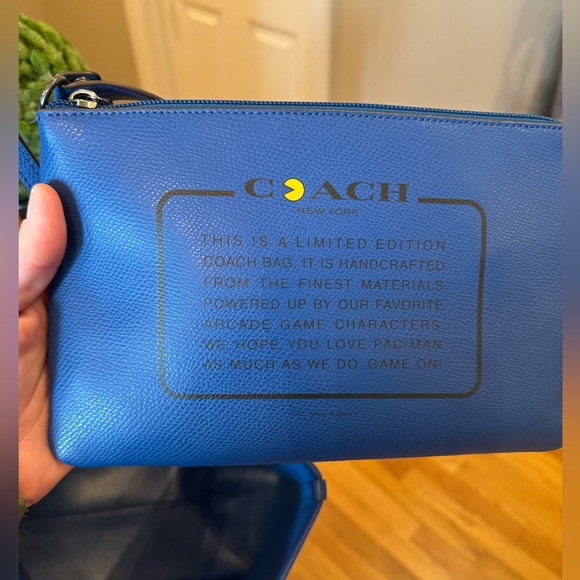 COACH
NEW YORK
THIS IS A LIMITED EDITION
COACH BAG. IT IS HANDCRAFTED
FROM THE FINEST MATERIALS
POWERED UP BY OUR FAVORITE
ARCADE GAME CHARACTERS.
WE HOPE YOU LOVE PAC-MAN
AS MUCH AS WE DO. GAME ON!